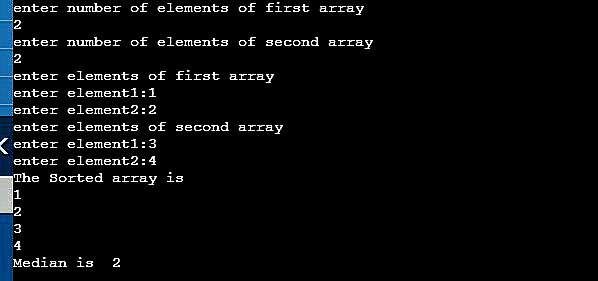 enter number of elements of first array
2
enter number of elements of second array
2
enter elements of first array
enter element1:1
enter element2:2
enter elements of second array
enter element1:3
enter element2:4
The Sorted array is
1
2
3
4
Median is  2